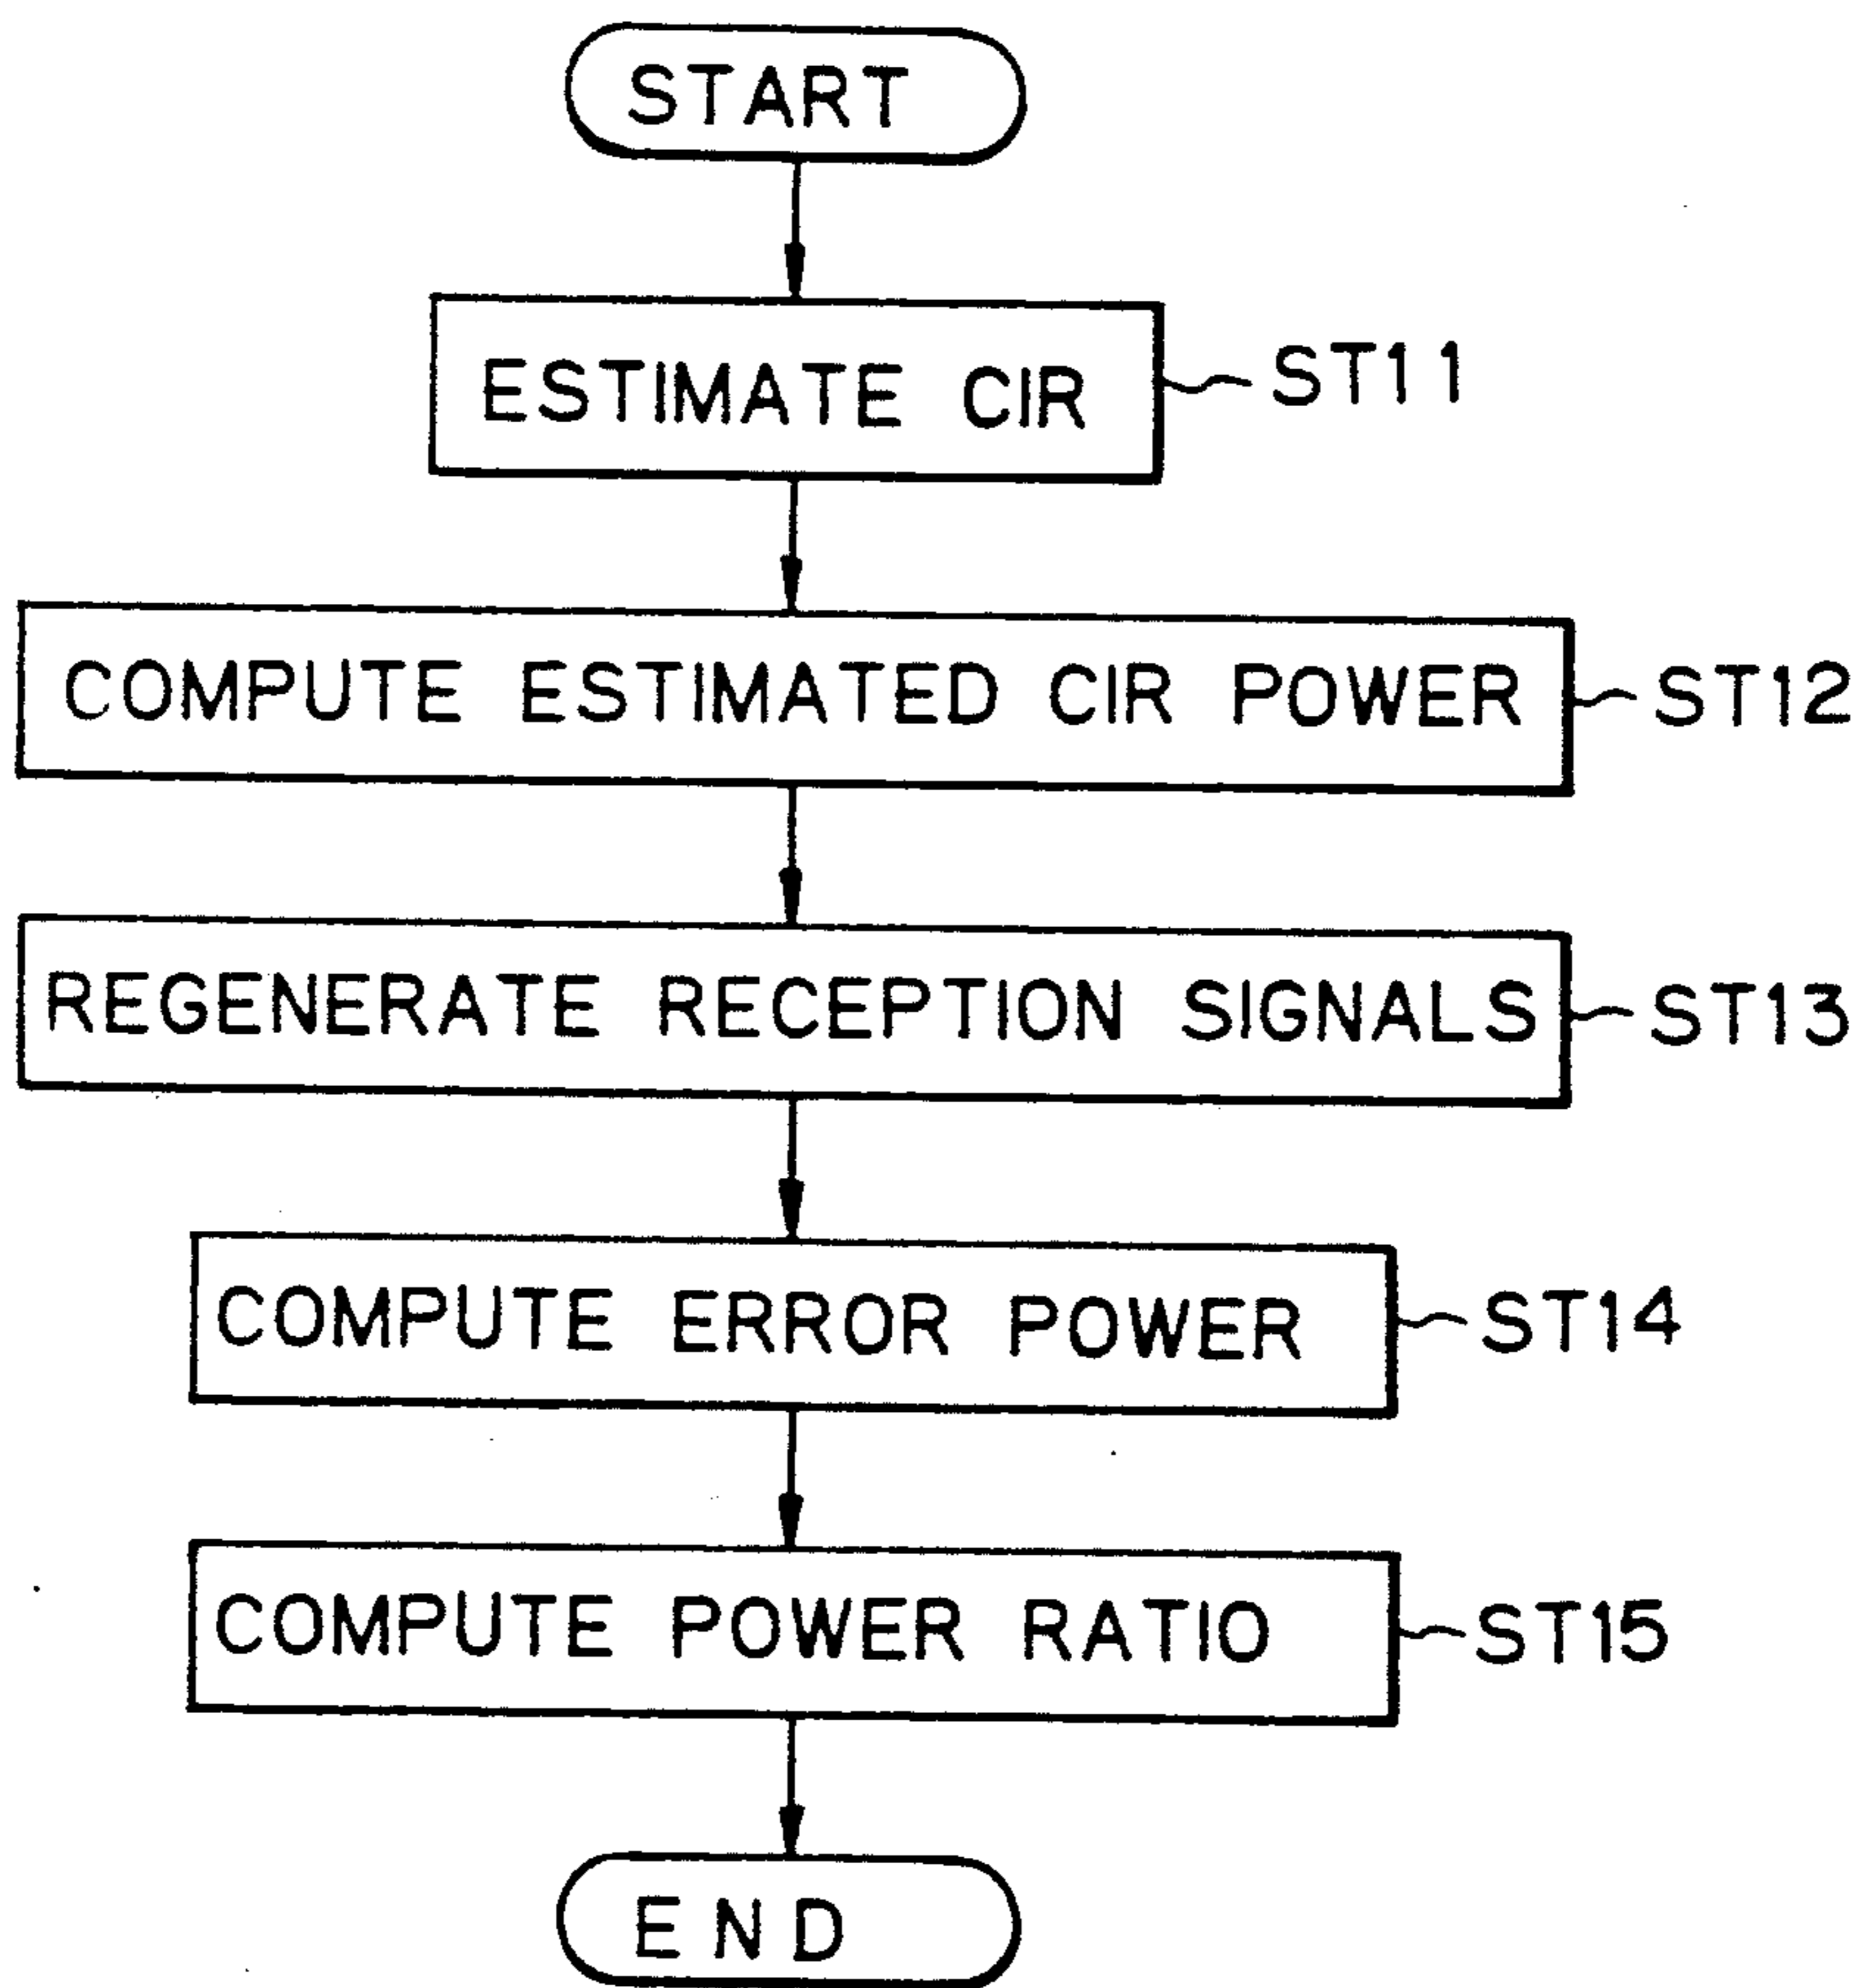 START
ESTIMATE CIR ST11
COMPUTE ESTIMATED CIR POWER ST12
REGENERATE RECEPTION SIGNALS ST13
COMPUTE ERROR POWER ST14
COMPUTE POWER RATIO ST15
END